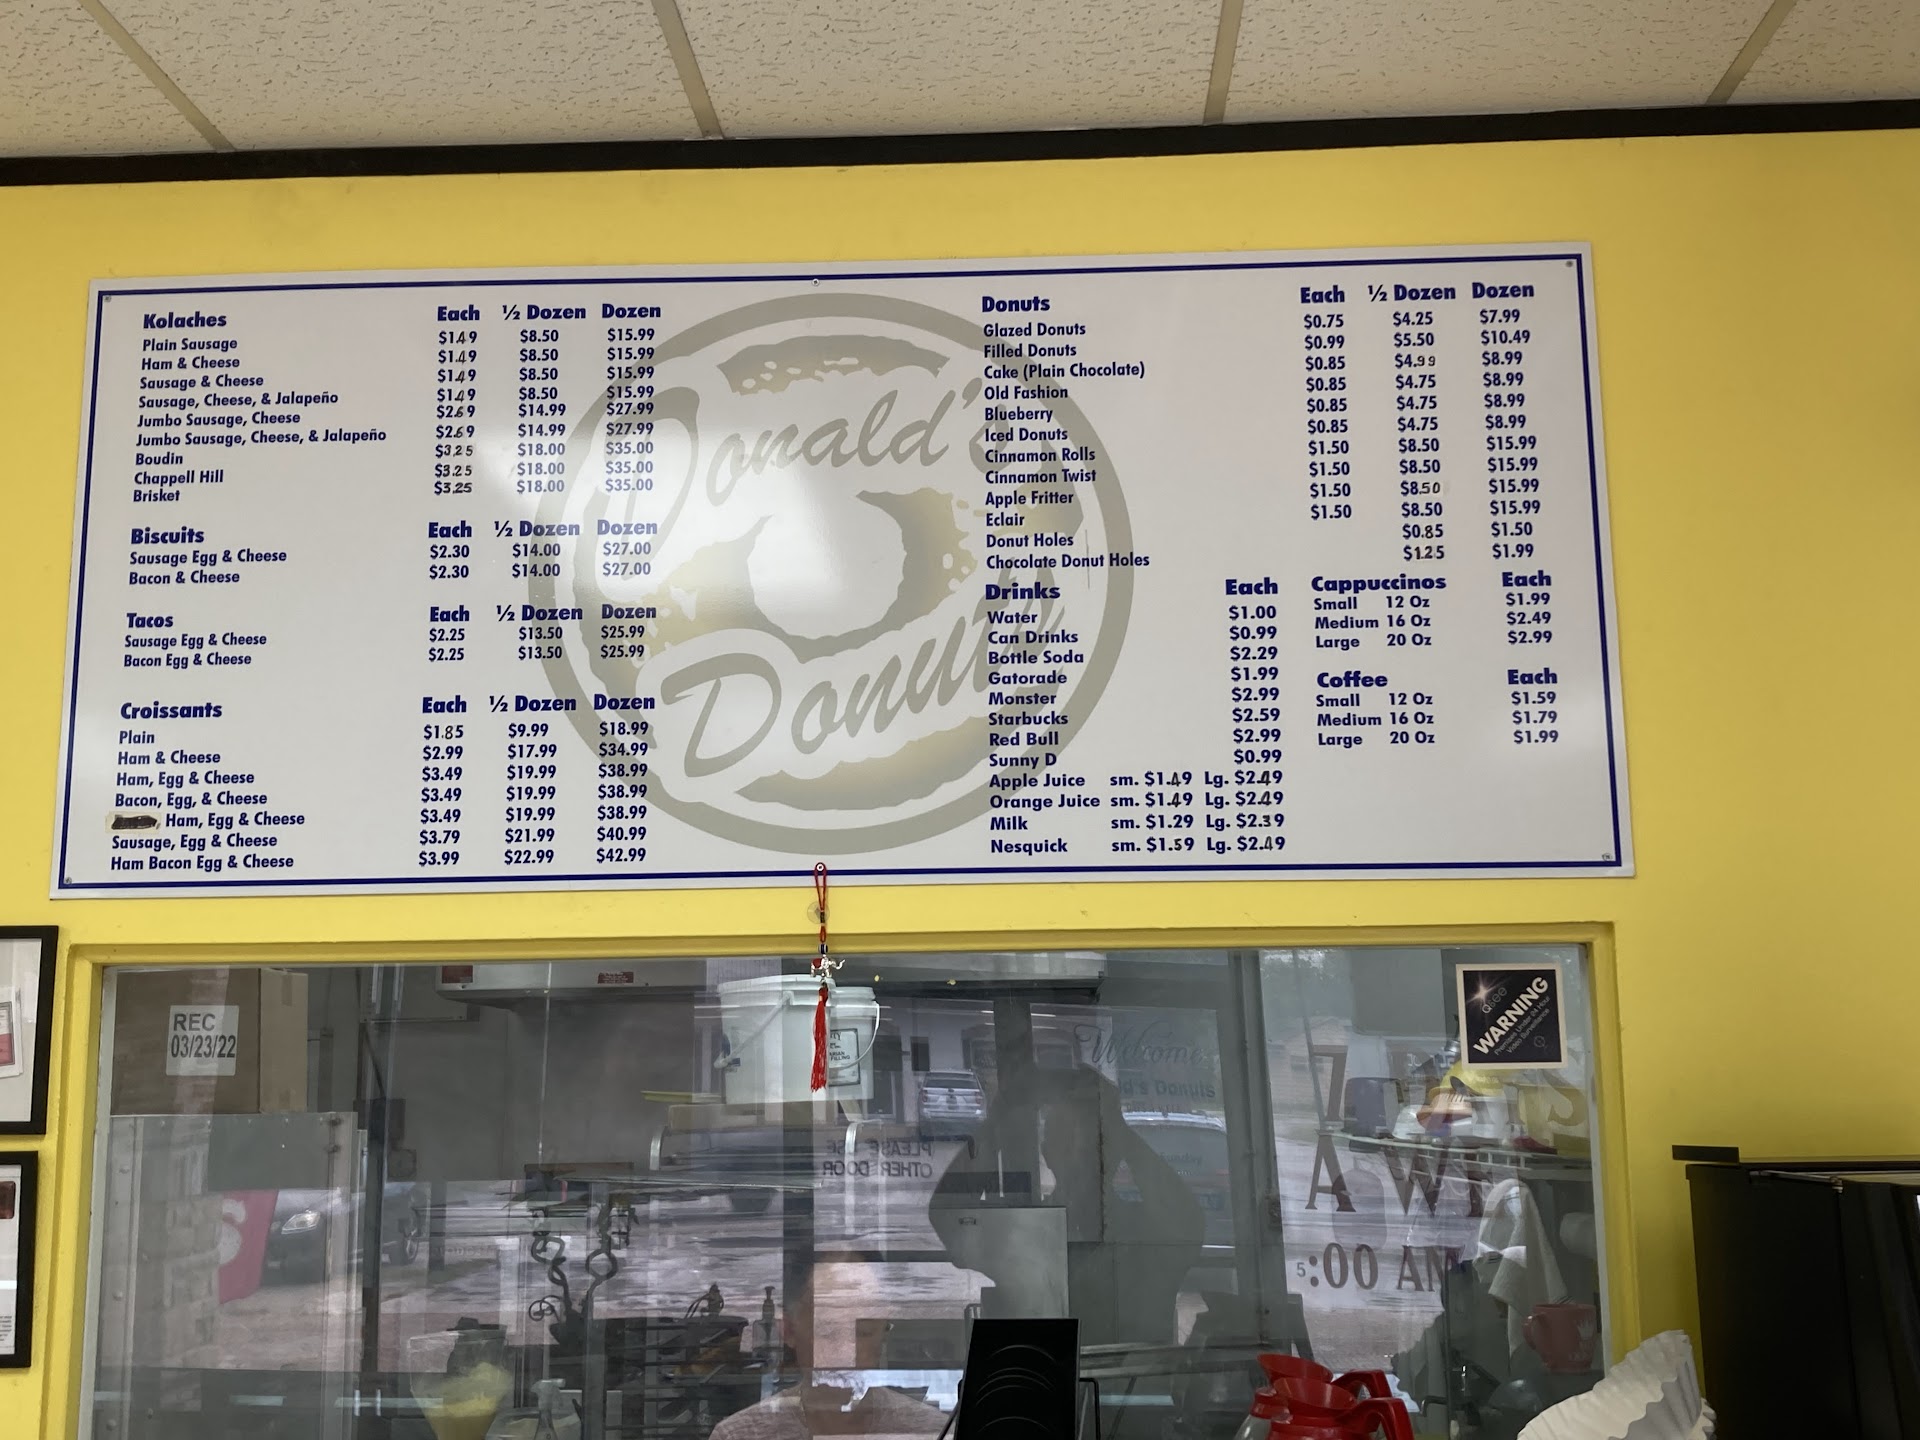 Kolaches Each ½ Dozen Dozen
Plain Sausage $1.49 $8.50 $15.99
Ham & Cheese $1.49 $8.50 $15.99
Sausage & Cheese $1.49 $8.50 $15.99
Sausage, Cheese, & Jalapeño $1.49 $8.50 $15.99
Jumbo Sausage, Cheese $2.69 $14.99 $27.99
Jumbo Sausage, Cheese, & Jalapeño $2.69 $14.99 $27.99
Boudin $3.25 $18.00 $35.00
Chappell Hill $3.25 $18.00 $35.00
Brisket $3.25 $18.00 $35.00
Biscuits Each ½ Dozen Dozen
Sausage Egg & Cheese $2.30 $14.00 $27.00
Bacon & Cheese $2.30 $14.00 $27.00
Tacos Each ½ Dozen Dozen
Sausage Egg & Cheese $2.25 $13.50 $25.99
Bacon Egg & Cheese $2.25 $13.50 $25.99
Croissants Each ½ Dozen Dozen
Plain $1.85 $9.99 $18.99
Ham & Cheese $2.99 $17.99 $34.99
Ham, Egg & Cheese $3.49 $19.99 $38.99
Bacon, Egg, & Cheese $3.49 $19.99 $38.99
Ham, Egg & Cheese $3.49 $19.99 $38.99
Sausage, Egg & Cheese $3.79 $21.99 $40.99
Ham Bacon Egg & Cheese $3.99 $22.99 $42.99
Donald's
Donuts
Donuts Each ½ Dozen Dozen
Glazed Donuts $0.75 $4.25 $7.99
Filled Donuts $0.99 $5.50 $10.49
Cake (Plain Chocolate) $0.85 $4.99 $8.99
Old Fashion $0.85 $4.75 $8.99
Blueberry $0.85 $4.75 $8.99
Iced Donuts $0.85 $4.75 $8.99
Cinnamon Rolls $1.50 $8.50 $15.99
Cinnamon Twist $1.50 $8.50 $15.99
Apple Fritter $1.50 $8.50 $15.99
Eclair $1.50 $8.50 $15.99
Donut Holes $0.85 $1.50
Chocolate Donut Holes $1.25 $1.99
Drinks Each
Water $1.00
Can Drinks $0.99
Bottle Soda $2.29
Gatorade $1.99
Monster $2.99
Starbucks $2.59
Red Bull $2.99
Sunny D $0.99
Apple Juice sm. $1.49 Lg. $2.49
Orange Juice sm. $1.49 Lg. $2.49
Milk sm. $1.29 Lg. $2.39
Nesquick sm. $1.59 Lg. $2.49
Cappuccinos Each
Small 12 Oz $1.99
Medium 16 Oz $2.49
Large 20 Oz $2.99
Coffee Each
Small 12 Oz $1.59
Medium 16 Oz $1.79
Large 20 Oz $1.99
REC
03/23/22
Qsee
WARNING
Premises Under 24 Hour
Video Surveillance
Welcome
Donuts
PLEASE USE
OTHER DOOR
7
A WE
5:00 AM